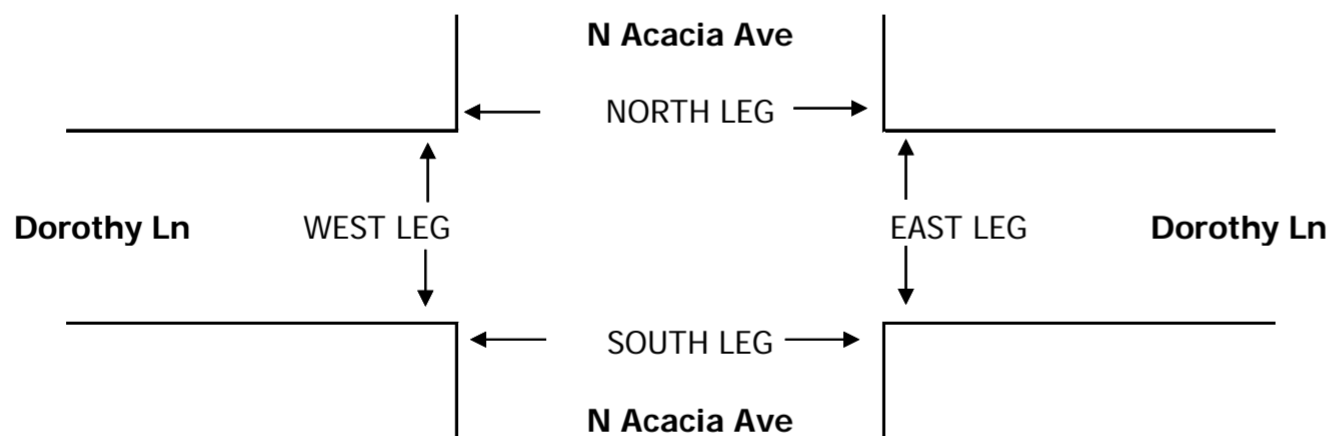 N Acacia Ave
NORTH LEG
Dorothy Ln WEST LEG EAST LEG Dorothy Ln
SOUTH LEG
N Acacia Ave